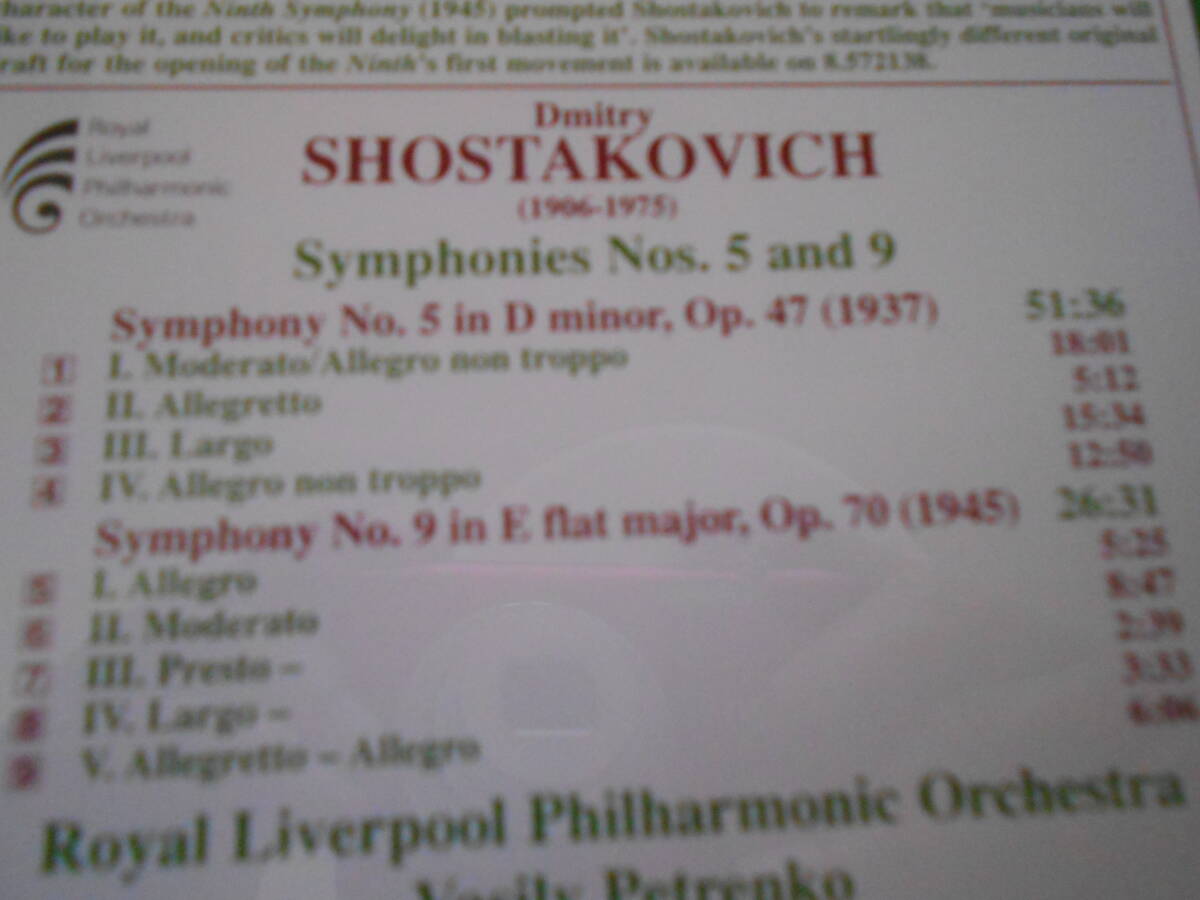 haracter of the Ninth Symphony (1945) prompted Shostakovich to remark that 'musicians will
ke to play it, and critics will delight in blasting it'. Shostakovich's startlingly different original
raft for the opening of the Ninth's first movement is available on 8.572138.
Royal
Liverpool
Philharmonic
Orchestra
Dmitry
SHOSTAKOVICH
(1906-1975)
Symphonies Nos. 5 and 9
Symphony No. 5 in D minor, Op. 47 (1937) 51:36
1 I. Moderato/Allegro non troppo 18:01
2 II. Allegretto 5:12
3 III. Largo 15:34
4 IV. Allegro non troppo 12:50
Symphony No. 9 in E flat major, Op. 70 (1945) 26:31
5 I. Allegro 5:25
6 II. Moderato 8:47
7 III. Presto – 2:39
8 IV. Largo – 3:33
9 V. Allegretto – Allegro 6:06
Royal Liverpool Philharmonic Orchestra
Vasily Petrenko